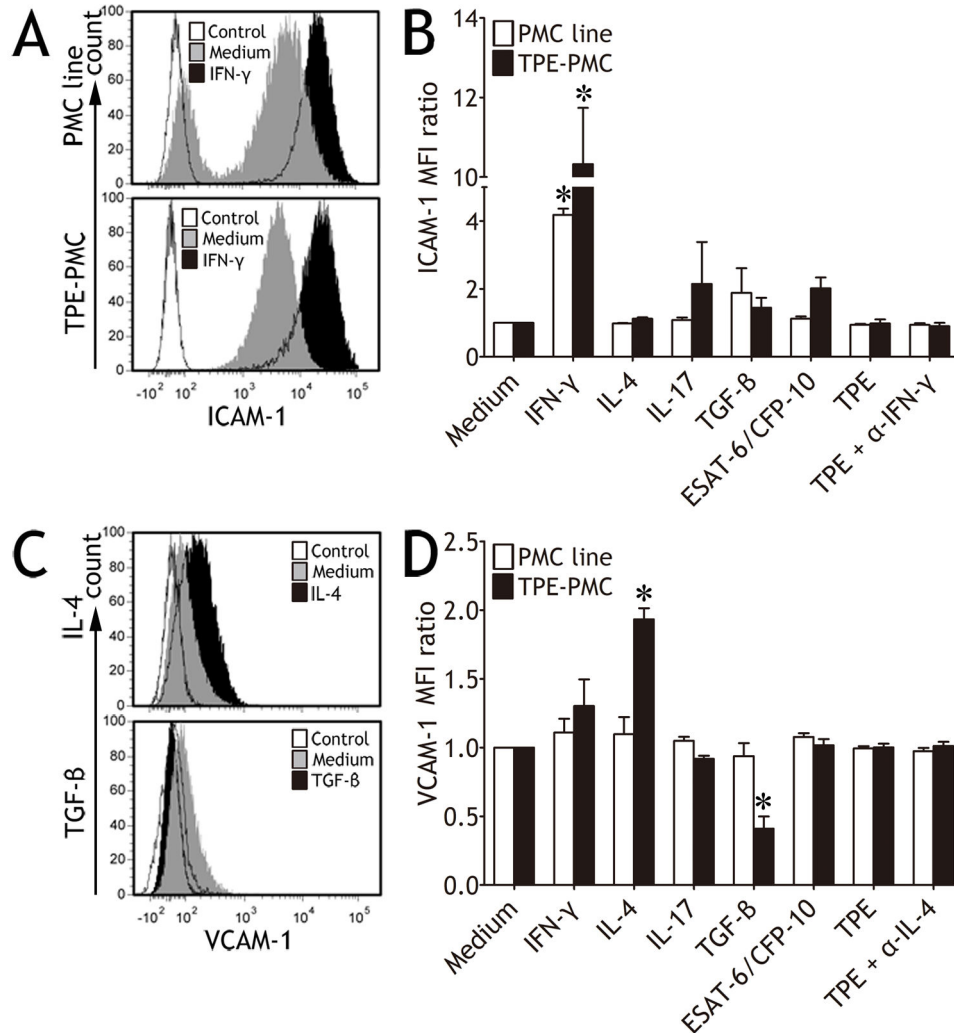 A
PMC line
count
100
80
60
40
20
0
Control
Medium
IFN-γ
TPE-PMC
100
80
60
40
20
0
Control
Medium
IFN-γ
-10² 10² 10³ 10⁴ 10⁵
ICAM-1
B
ICAM-1 MFI ratio
14
12
10
4
2
0
PMC line
TPE-PMC
*
*
Medium
IFN-γ
IL-4
IL-17
TGF-ß
ESAT-6/CFP-10
TPE
TPE + α-IFN-γ
C
IL-4
count
100
80
60
40
20
0
Control
Medium
IL-4
TGF-ß
100
80
60
40
20
0
Control
Medium
TGF-ß
-10² 10² 10³ 10⁴ 10⁵
VCAM-1
D
VCAM-1 MFI ratio
2.5
2.0
1.5
1.0
0.5
0.0
PMC line
TPE-PMC
*
*
Medium
IFN-γ
IL-4
IL-17
TGF-ß
ESAT-6/CFP-10
TPE
TPE + α-IL-4